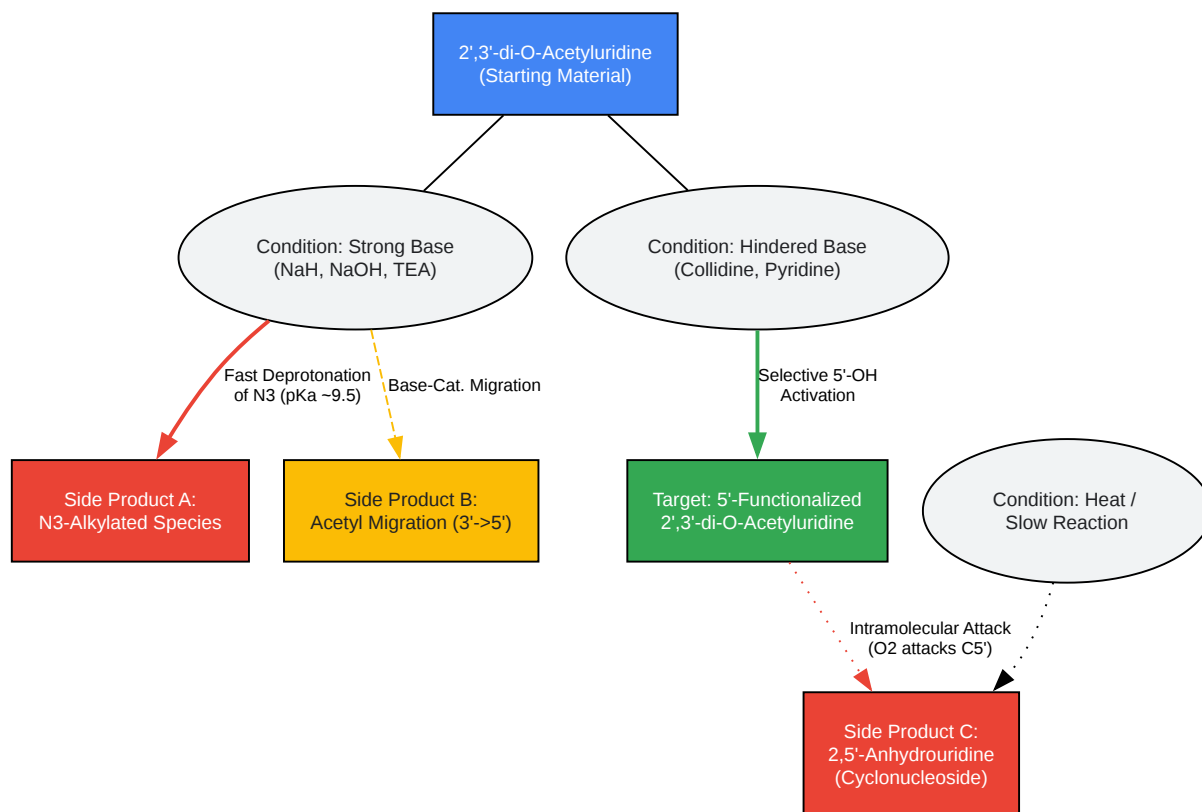 2',3'-di-O-Acetyluridine
(Starting Material)
Condition: Strong Base
(NaH, NaOH, TEA)
Condition: Hindered Base
(Collidine, Pyridine)
Fast Deprotonation
of N3 (pKa ~9.5)
Base-Cat. Migration
Selective 5'-OH
Activation
Side Product A:
N3-Alkylated Species
Side Product B:
Acetyl Migration (3'->5')
Target: 5'-Functionalized
2',3'-di-O-Acetyluridine
Condition: Heat /
Slow Reaction
Intramolecular Attack
(O2 attacks C5')
Side Product C:
2,5'-Anhydrouridine
(Cyclonucleoside)